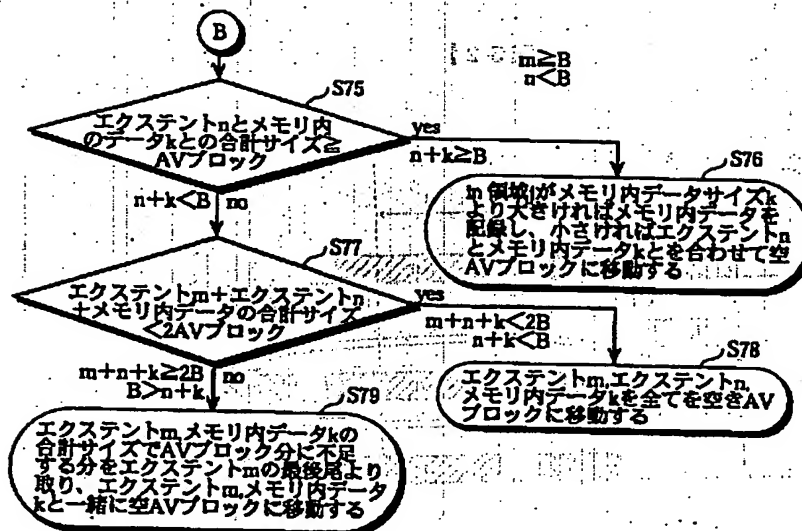 B
m≧B
n<B
S75
エクステントnとメモリ内
のデータkとの合計サイズ≧
AVブロック
yes
n+k≧B
S76
In 領域jがメモリ内データサイズk
より大きければメモリ内データを
記録し、小さければエクステントn
とメモリ内データkとを合わせて空
AVブロックに移動する
n+k<B
no
S77
エクステントm+エクステントn
+メモリ内データの合計サイズ
<2AVブロック
yes
m+n+k<2B
n+k<B
S78
エクステントm,エクステントn,
メモリ内データkを全てを空きAV
ブロックに移動する
m+n+k≧2B
B>n+k
no
S79
エクステントm,メモリ内データkの
合計サイズでAVブロック分に不足
する分をエクステントmの最後尾より
取り、エクステントm,メモリ内データ
kと一緒に空AVブロックに移動する